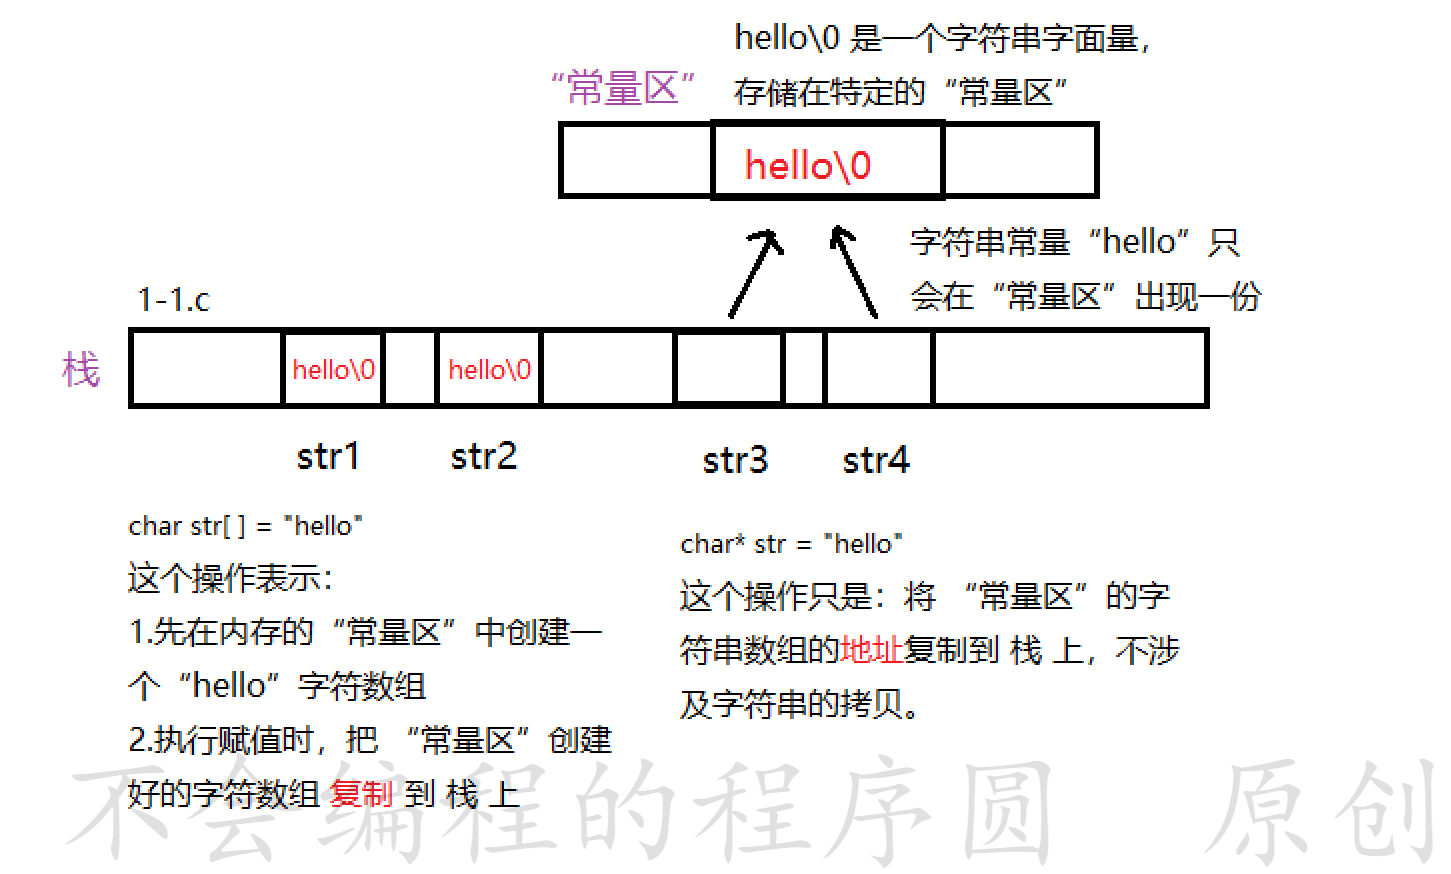 hello\0 是一个字符串字面量，
存储在特定的“常量区”
“常量区”
hello\0
字符串常量“hello”只
会在“常量区”出现一份
1-1.c
栈
hello\0
hello\0
str1
str2
str3
str4
char str[ ] = "hello"
这个操作表示：
1.先在内存的“常量区”中创建一
个“hello”字符数组
2.执行赋值时，把 “常量区”创建
好的字符数组 复制 到 栈 上
char* str = "hello"
这个操作只是：将 “常量区”的字
符串数组的地址复制到 栈 上，不涉
及字符串的拷贝。
不会编程的程序圆 原创